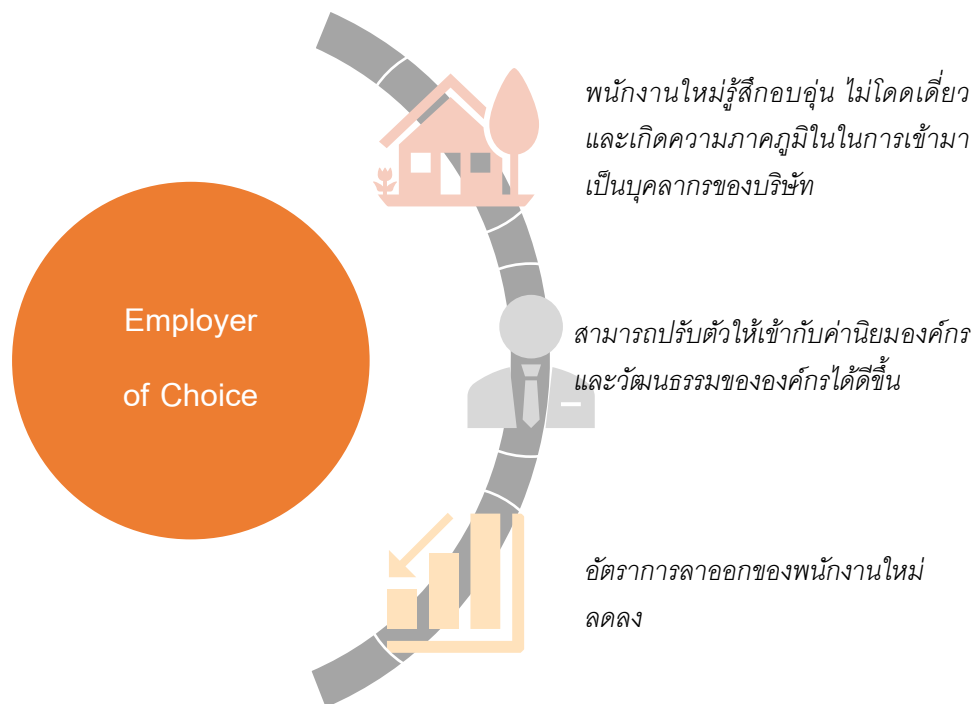 Employer
of Choice
พนักงานใหม่รู้สึกอบอุ่น ไม่โดดเดี่ยว
และเกิดความภาคภูมิในในการเข้ามา
เป็นบุคลากรของบริษัท
สามารถปรับตัวให้เข้ากับค่านิยมองค์กร
และวัฒนธรรมขององค์กรได้ดีขึ้น
อัตราการลาออกของพนักงานใหม่
ลดลง